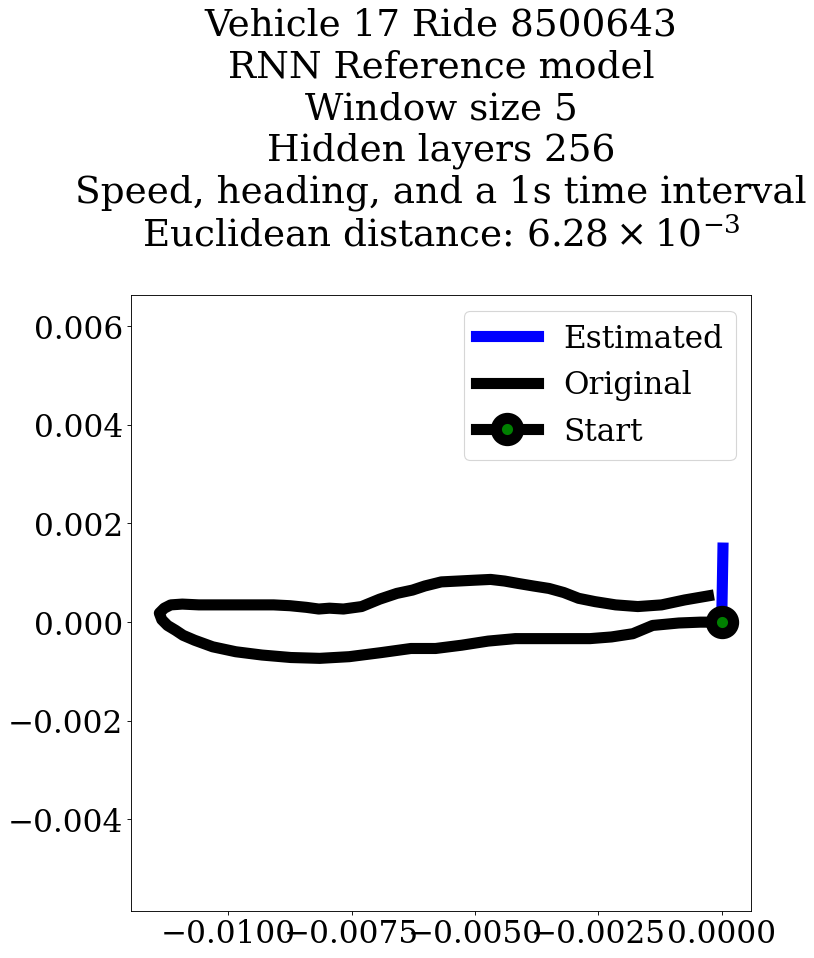 Vehicle 17 Ride 8500643
RNN Reference model
Window size 5
Hidden layers 256
Speed, heading, and a 1s time interval
Euclidean distance: 6.28 × 10⁻³
Estimated
Original
Start
0.006
0.004
0.002
0.000
−0.002
−0.004
−0.0100 −0.0075 −0.0050 −0.0025 0.0000